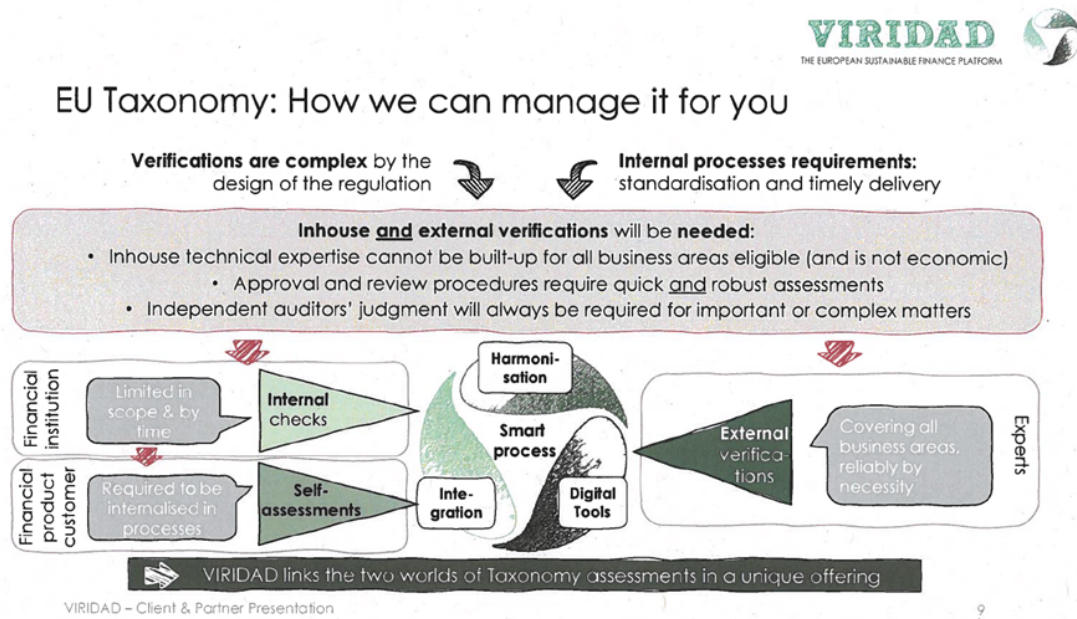 VIRIDAD
THE EUROPEAN SUSTAINABLE FINANCE PLATFORM
EU Taxonomy: How we can manage it for you
Verifications are complex by the
design of the regulation
Internal processes requirements:
standardisation and timely delivery
Inhouse and external verifications will be needed:
• Inhouse technical expertise cannot be built-up for all business areas eligible (and is not economic)
• Approval and review procedures require quick and robust assessments
• Independent auditors' judgment will always be required for important or complex matters
Financial
institution
Limited in
scope & by
time
Internal
checks
Financial
product
customer
Required to be
internalised in
processes
Self-
assessments
Harmoni-
sation
Smart
process
Inte-
gration
Digital
Tools
External
verifica-
tions
Covering all
business areas,
reliably by
necessity
Experts
VIRIDAD links the two worlds of Taxonomy assessments in a unique offering
VIRIDAD – Client & Partner Presentation
9